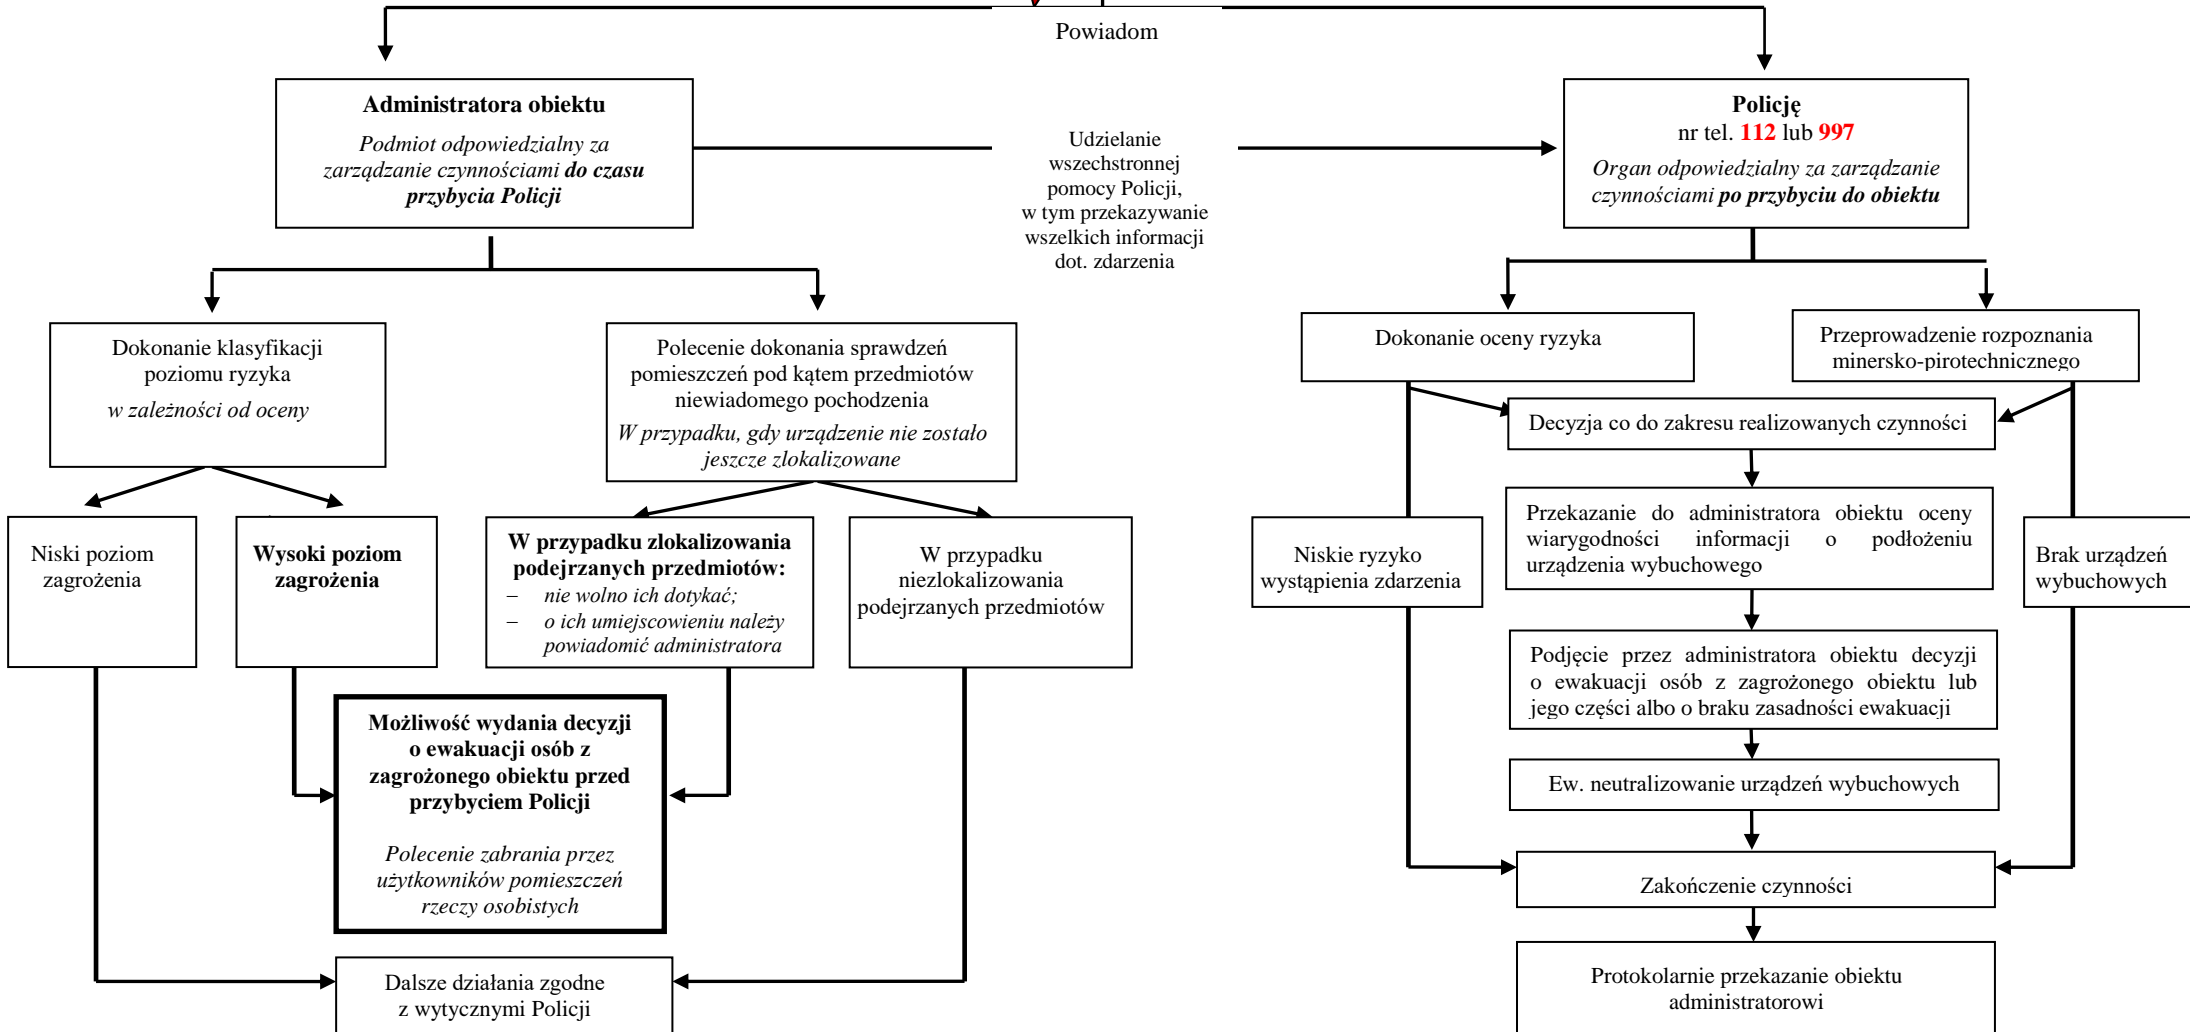 Powiadom
Administratora obiektu
Podmiot odpowiedzialny za
zarządzanie czynnościami do czasu
przybycia Policji
Udzielanie
wszechstronnej
pomocy Policji,
w tym przekazywanie
wszelkich informacji
dot. zdarzenia
Policję
nr tel. 112 lub 997
Organ odpowiedzialny za zarządzanie
czynnościami po przybyciu do obiektu
Dokonanie klasyfikacji
poziomu ryzyka
w zależności od oceny
Polecenie dokonania sprawdzeń
pomieszczeń pod kątem przedmiotów
niewiadomego pochodzenia
W przypadku, gdy urządzenie nie zostało
jeszcze zlokalizowane
Niski poziom
zagrożenia
Wysoki poziom
zagrożenia
W przypadku zlokalizowania
podejrzanych przedmiotów:
– nie wolno ich dotykać;
– o ich umiejscowieniu należy
powiadomić administratora
W przypadku
niezlokalizowania
podejrzanych przedmiotów
Możliwość wydania decyzji
o ewakuacji osób z
zagrożonego obiektu przed
przybyciem Policji
Polecenie zabrania przez
użytkowników pomieszczeń
rzeczy osobistych
Dalsze działania zgodne
z wytycznymi Policji
Dokonanie oceny ryzyka
Przeprowadzenie rozpoznania
minersko-pirotechnicznego
Decyzja co do zakresu realizowanych czynności
Niskie ryzyko
wystąpienia zdarzenia
Przekazanie do administratora obiektu oceny
wiarygodności informacji o podłożeniu
urządzenia wybuchowego
Brak urządzeń
wybuchowych
Podjęcie przez administratora obiektu decyzji
o ewakuacji osób z zagrożonego obiektu lub
jego części albo o braku zasadności ewakuacji
Ew. neutralizowanie urządzeń wybuchowych
Zakończenie czynności
Protokolarnie przekazanie obiektu
administratorowi